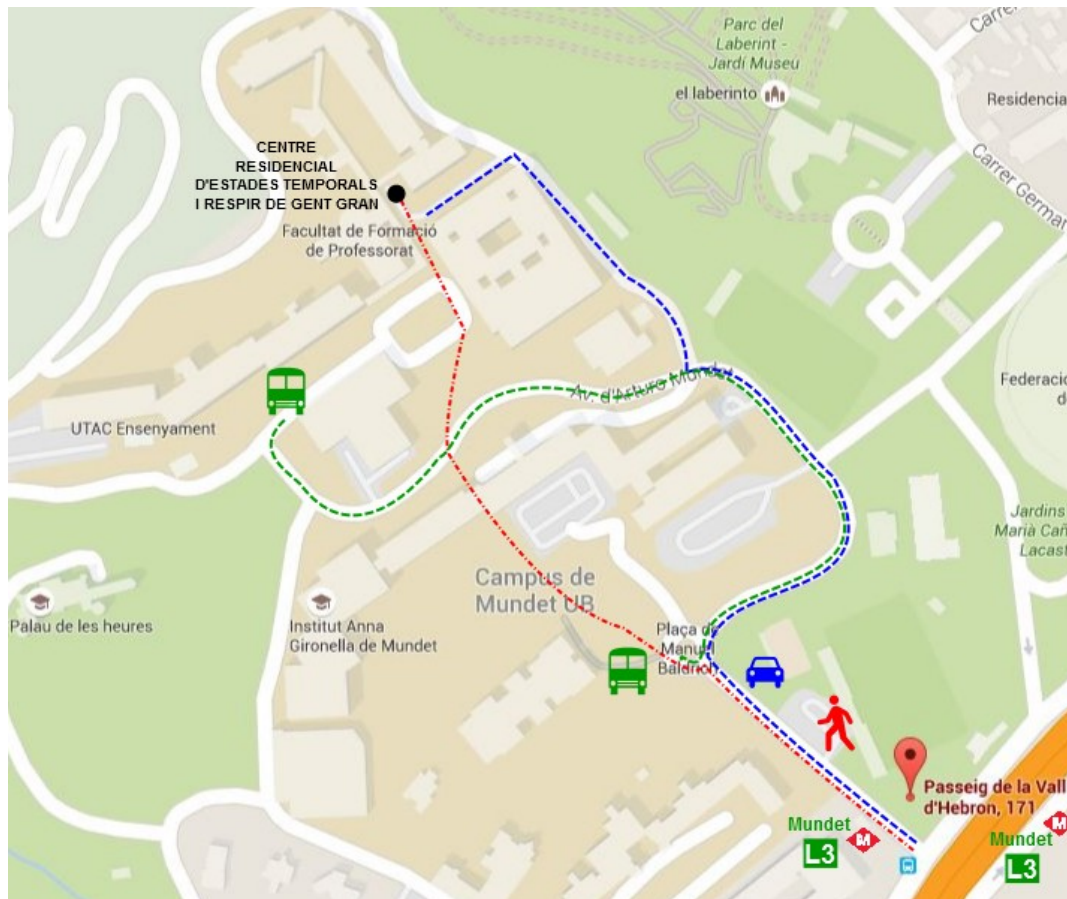 Parc del
Laberint -
Jardí Museu
el laberinto
Carrer
Residencia
Carrer German
CENTRE
RESIDENCIAL
D'ESTADES TEMPORALS
I RESPIR DE GENT GRAN
Facultat de Formació
de Professorat
Av. d'Arturo Mundet
Federació
d
UTAC Ensenyament
Jardins
Marià Cañ
Lacast
Campus de
Mundet UB
Palau de les heures
Institut Anna
Gironella de Mundet
Plaça de
Manuel
Baldrich
Passeig de la Vall
d'Hebron, 171
Mundet
M
L3
Mundet
M
L3